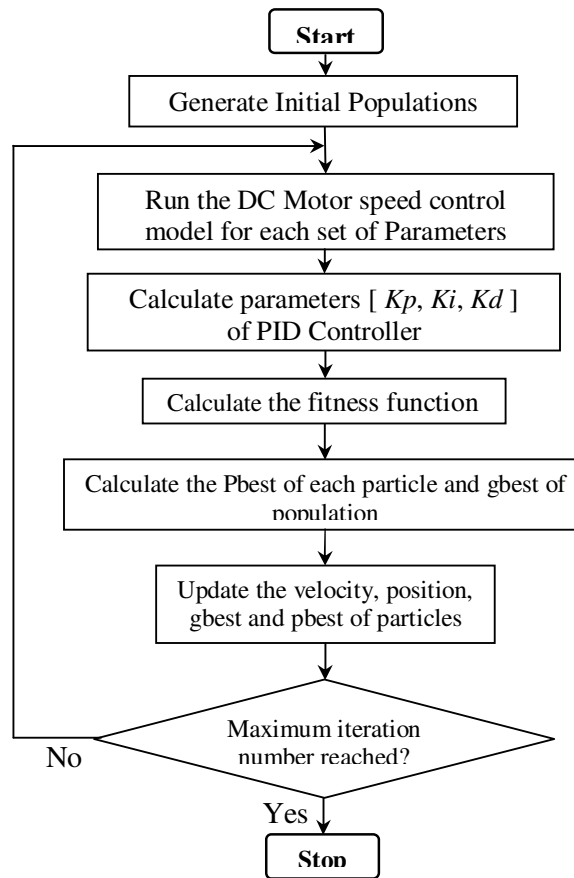 Start
Generate Initial Populations
Run the DC Motor speed control
model for each set of Parameters
Calculate parameters [ Kp, Ki, Kd ]
of PID Controller
Calculate the fitness function
Calculate the Pbest of each particle and gbest of
population
Update the velocity, position,
gbest and pbest of particles
Maximum iteration
number reached?
No
Yes
Stop